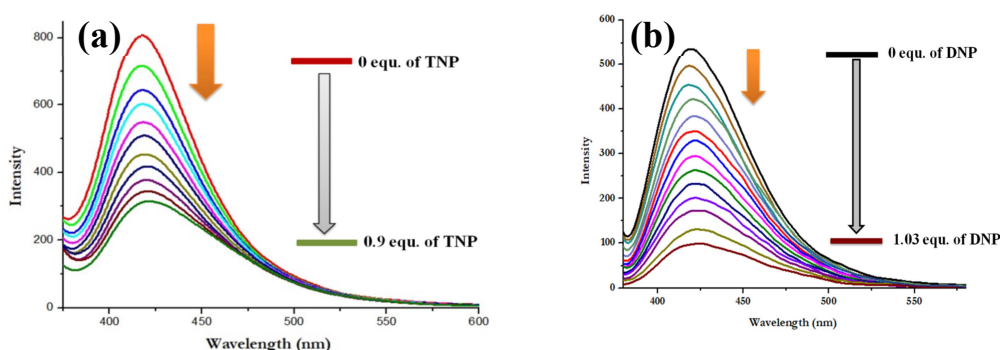 (a)
0 equ. of TNP
0.9 equ. of TNP
Intensity
800
600
400
200
0
400
450
500
550
600
Wavelength (nm)
(b)
0 equ. of DNP
1.03 equ. of DNP
Intensity
600
500
400
300
200
100
0
400
450
500
550
Wavelength (nm)